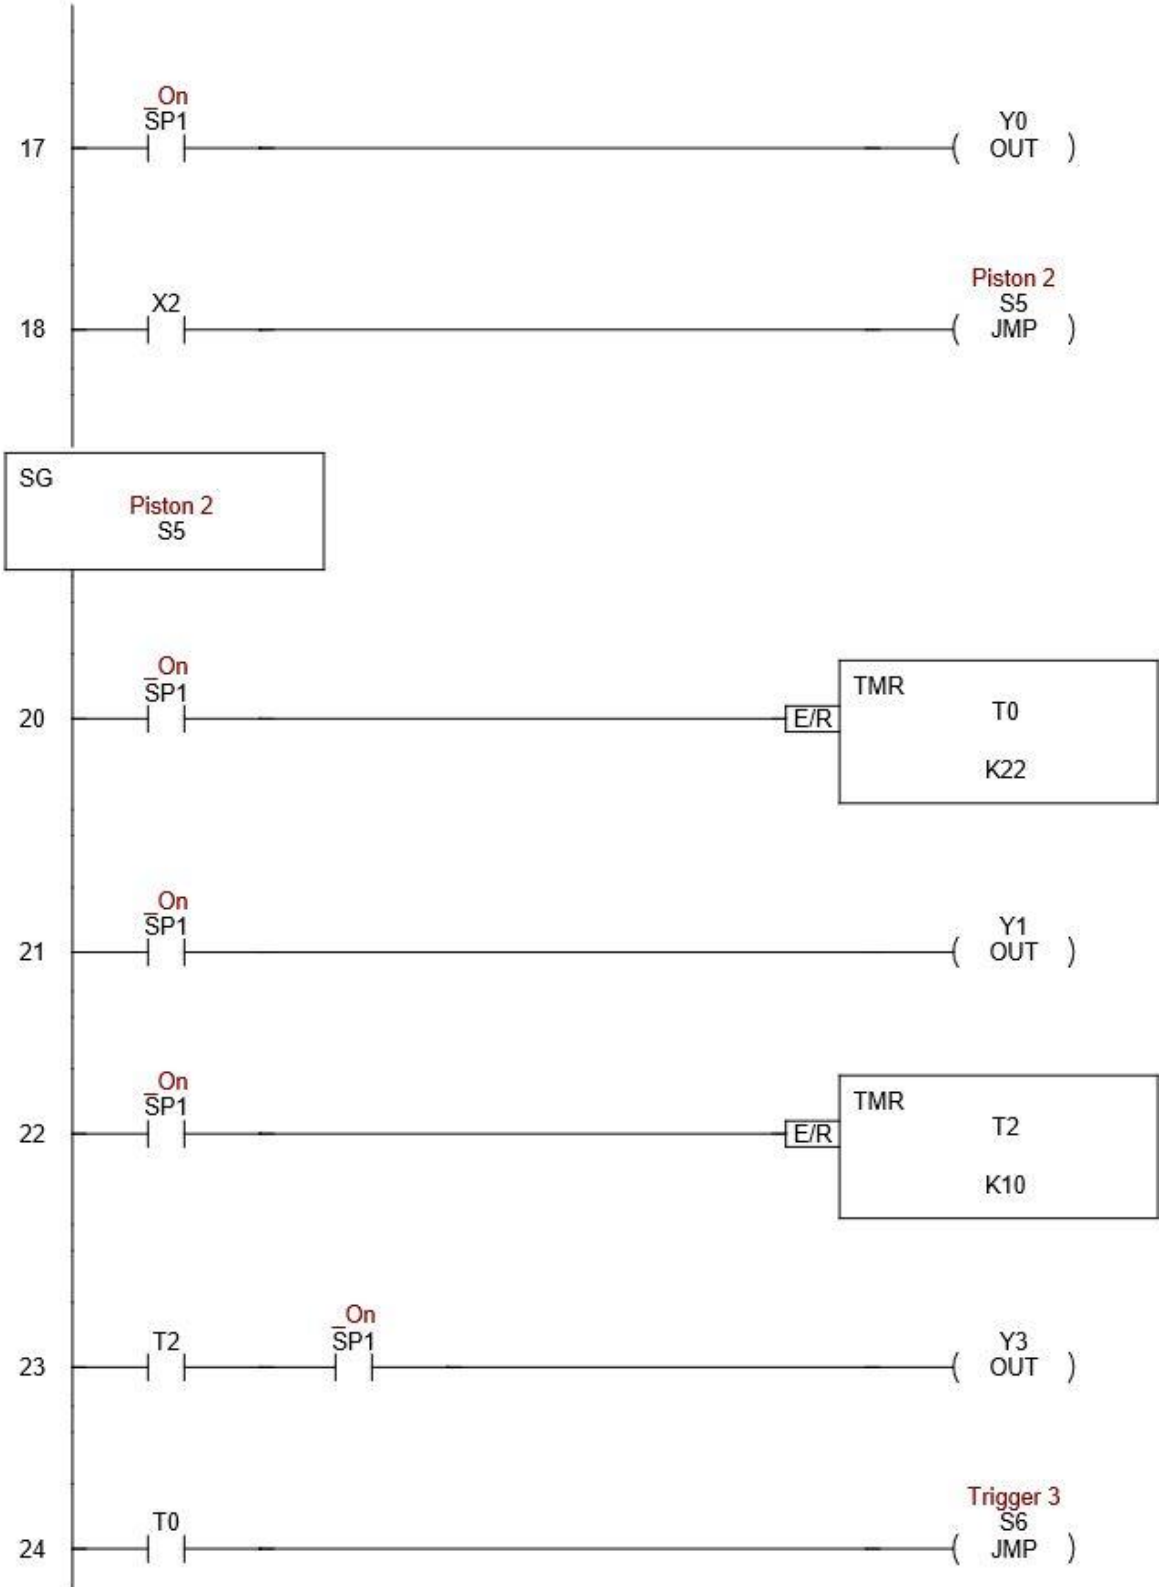 _On
SP1
17
Y0
( OUT )
Piston 2
S5
X2
18
( JMP )
SG
Piston 2
S5
_On
SP1
20
E/R
TMR
T0
K22
_On
SP1
21
Y1
( OUT )
_On
SP1
22
E/R
TMR
T2
K10
T2
_On
SP1
23
Y3
( OUT )
T0
24
Trigger 3
S6
( JMP )